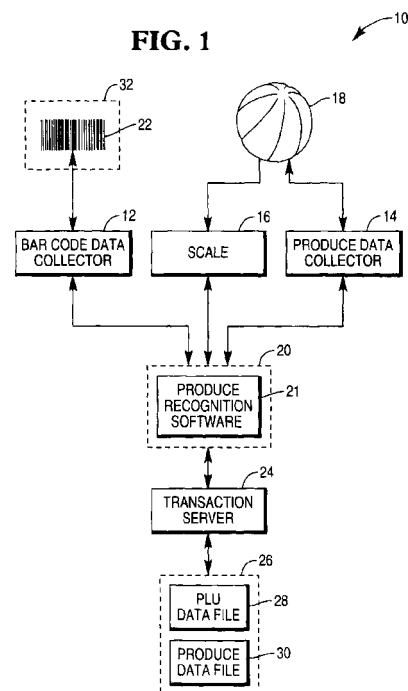 FIG. 1
10
32
22
18
12
16
14
BAR CODE DATA
COLLECTOR
SCALE
PRODUCE DATA
COLLECTOR
20
21
PRODUCE
RECOGNITION
SOFTWARE
24
TRANSACTION
SERVER
26
28
PLU
DATA FILE
30
PRODUCE
DATA FILE